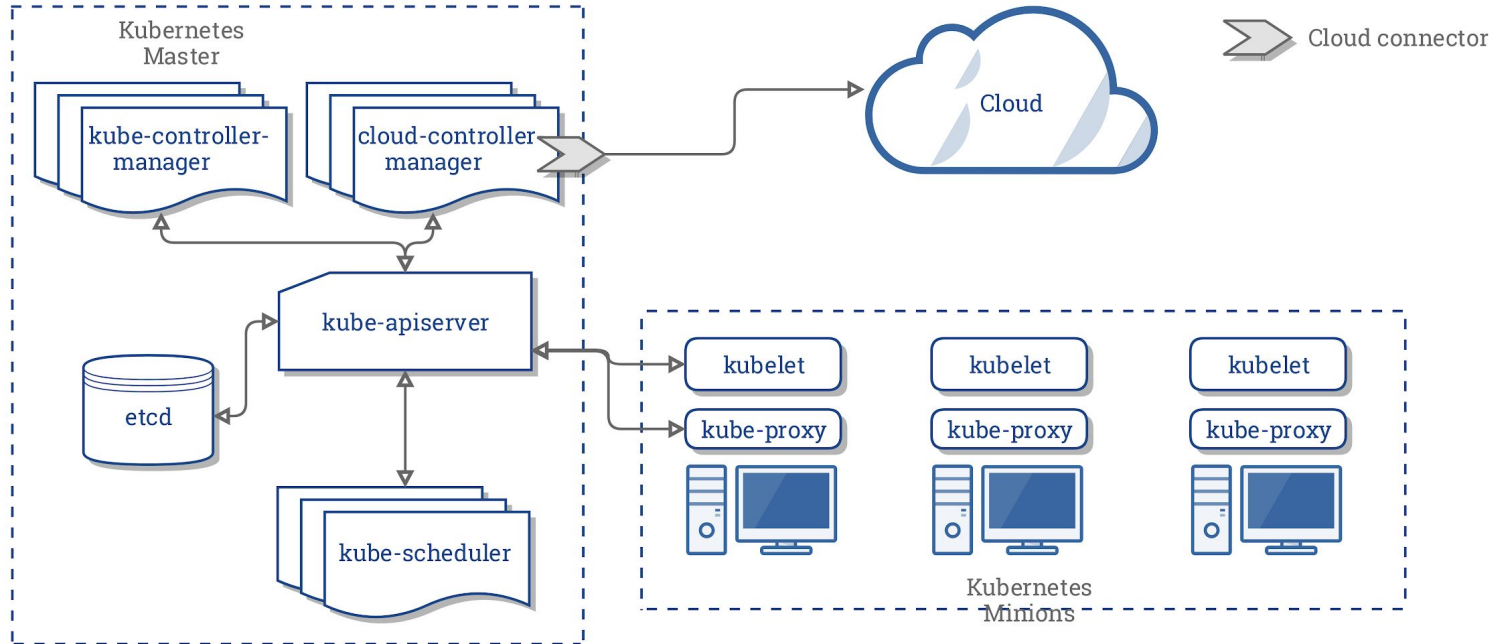 Kubernetes
Master
Cloud connector
kube-controller-
manager
cloud-controller
manager
Cloud
kube-apiserver
etcd
kube-scheduler
kubelet
kubelet
kubelet
kube-proxy
kube-proxy
kube-proxy
Kubernetes
Minions